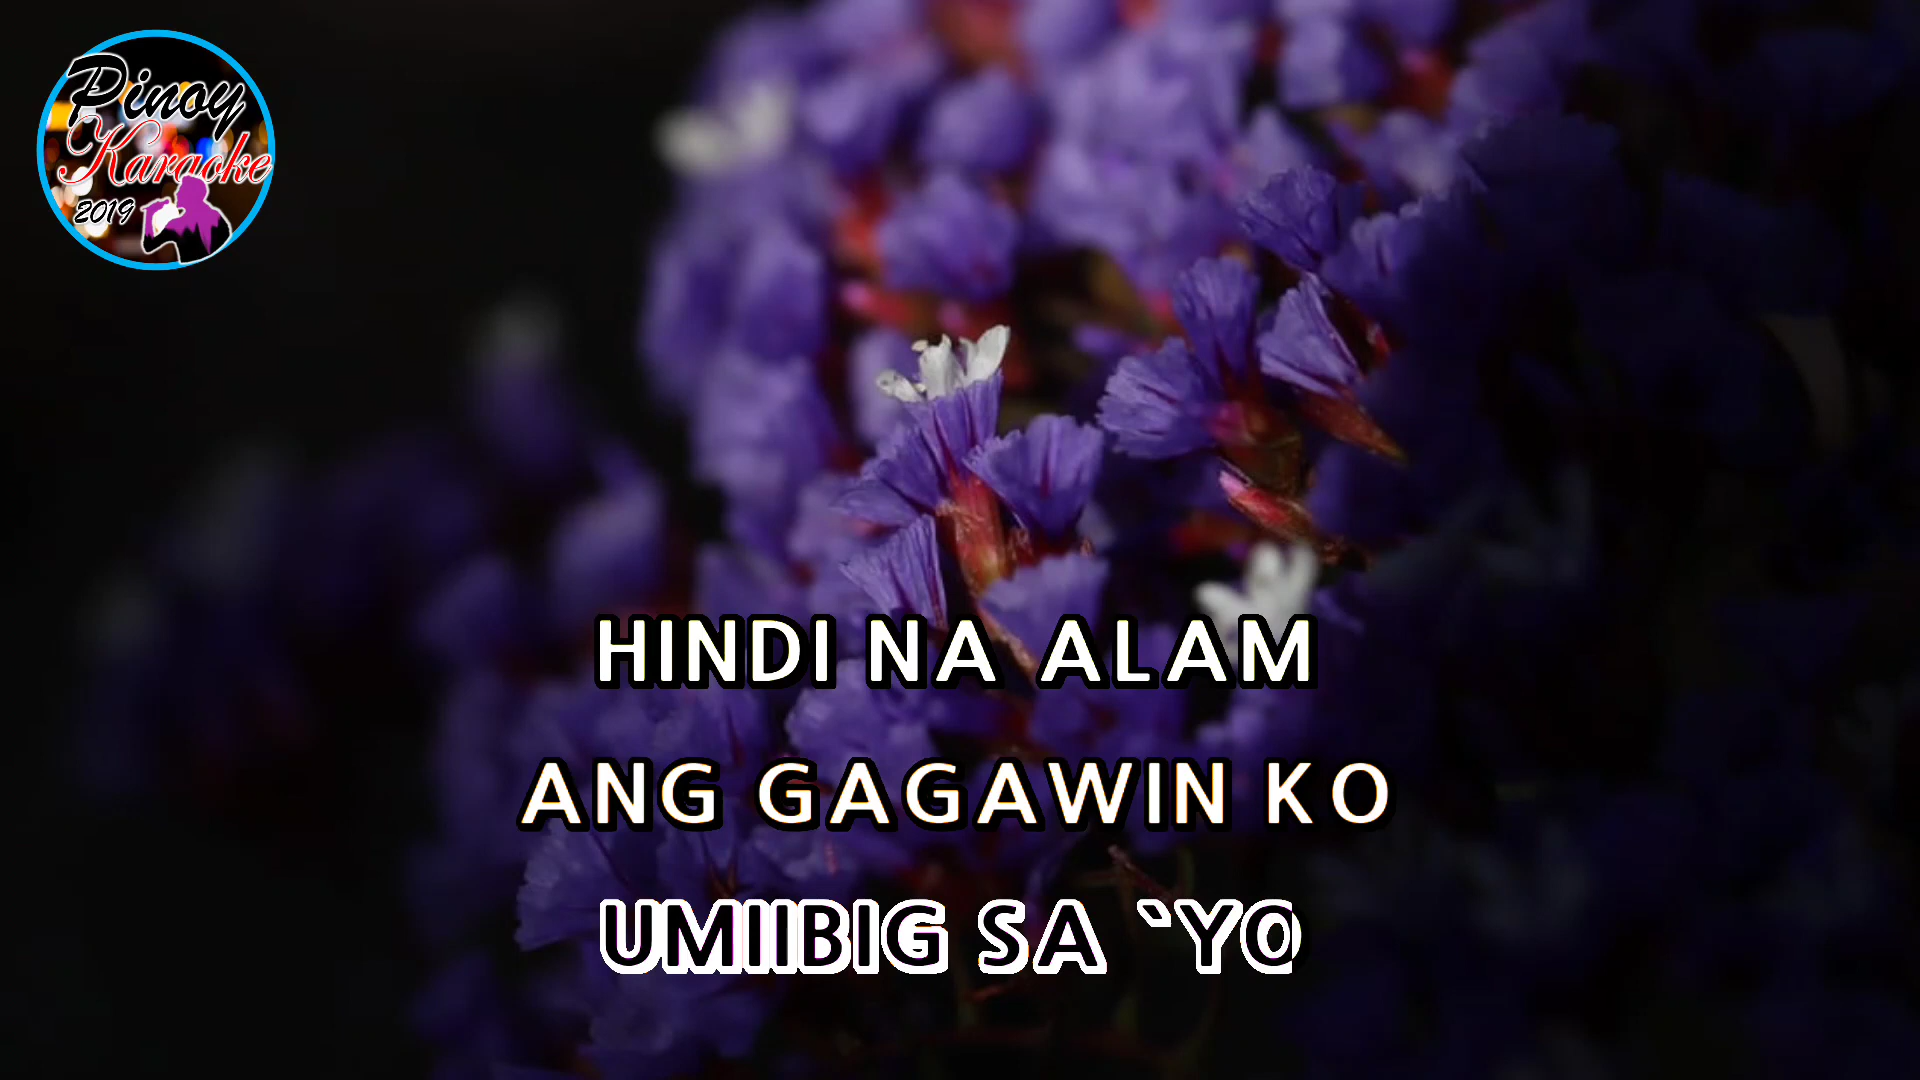 Pinoy
Karaoke
2019
HINDI NA ALAM
ANG GAGAWIN KO
UMIIBIG SA `YO